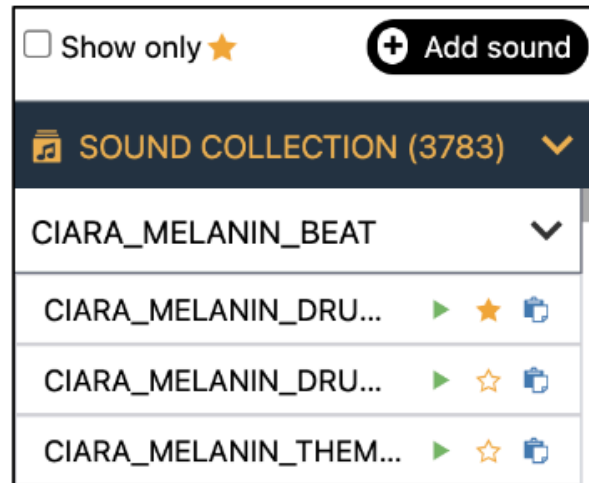 Show only
Add sound
SOUND COLLECTION (3783)
CIARA_MELANIN_BEAT
CIARA_MELANIN_DRU...
CIARA_MELANIN_DRU...
CIARA_MELANIN_THEM...